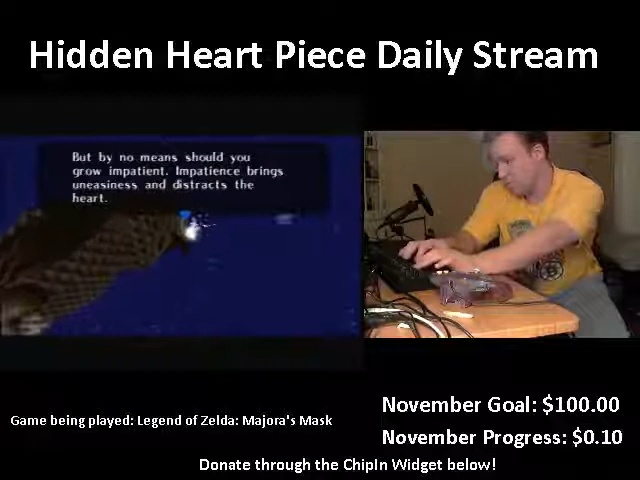 Hidden Heart Piece Daily Stream
But by no means should you
grow impatient. Impatience brings
uneasiness and distracts the
heart.
Game being played: Legend of Zelda: Majora's Mask
November Goal: $100.00
November Progress: $0.10
Donate through the ChipIn Widget below!